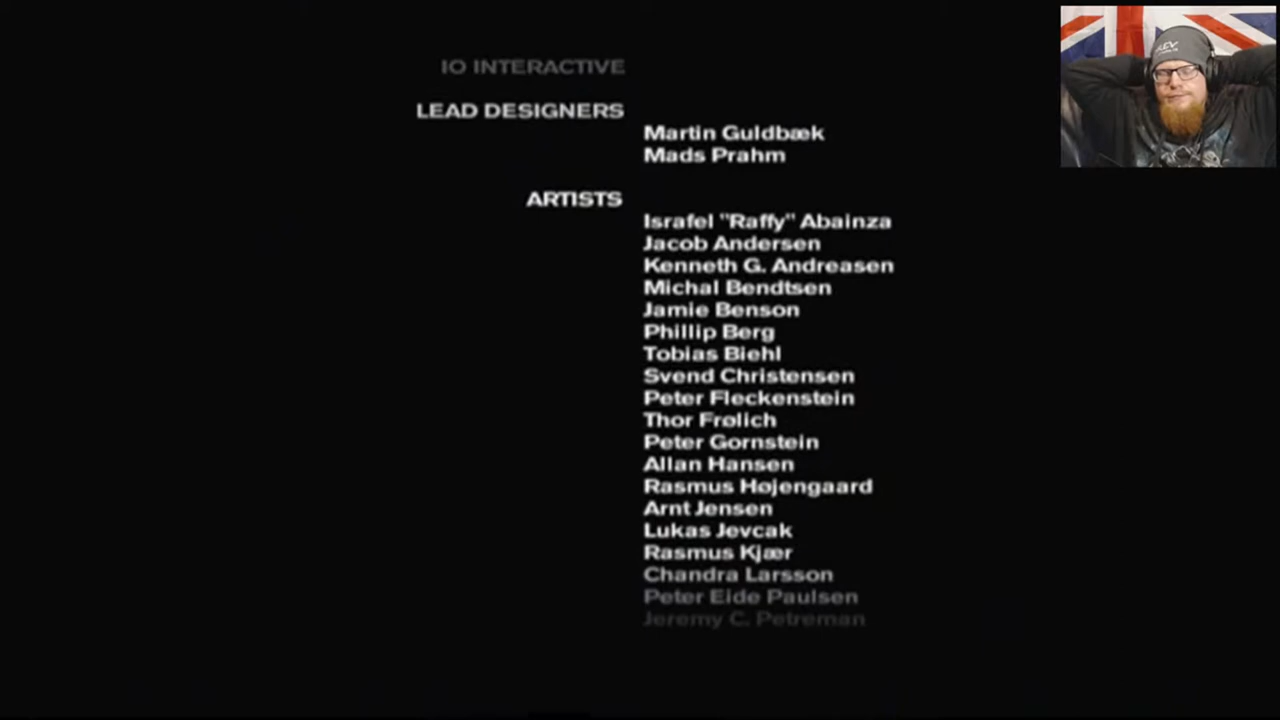 IO INTERACTIVE
LEAD DESIGNERS
Martin Guldbæk
Mads Prahm
ARTISTS
Israfel "Raffy" Abainza
Jacob Andersen
Kenneth G. Andreasen
Michal Bendtsen
Jamie Benson
Phillip Berg
Tobias Biehl
Svend Christensen
Peter Fleckenstein
Thor Frølich
Peter Gornstein
Allan Hansen
Rasmus Højengaard
Arnt Jensen
Lukas Jevcak
Rasmus Kjær
Chandra Larsson
Peter Eide Paulsen
Jeremy C. Petreman